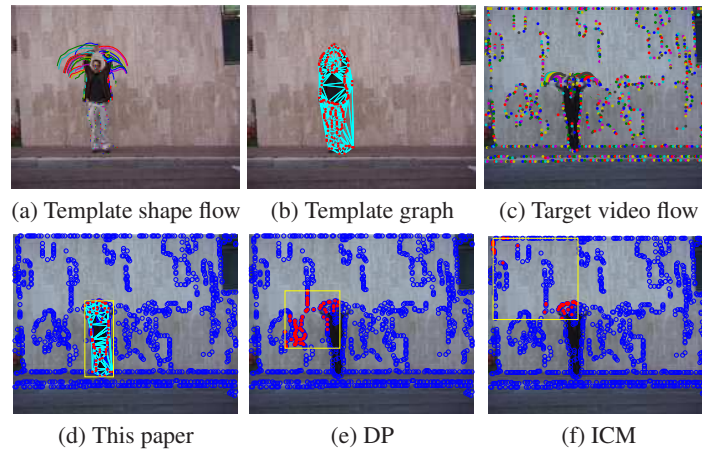 (a) Template shape flow
(b) Template graph
(c) Target video flow
(d) This paper
(e) DP
(f) ICM